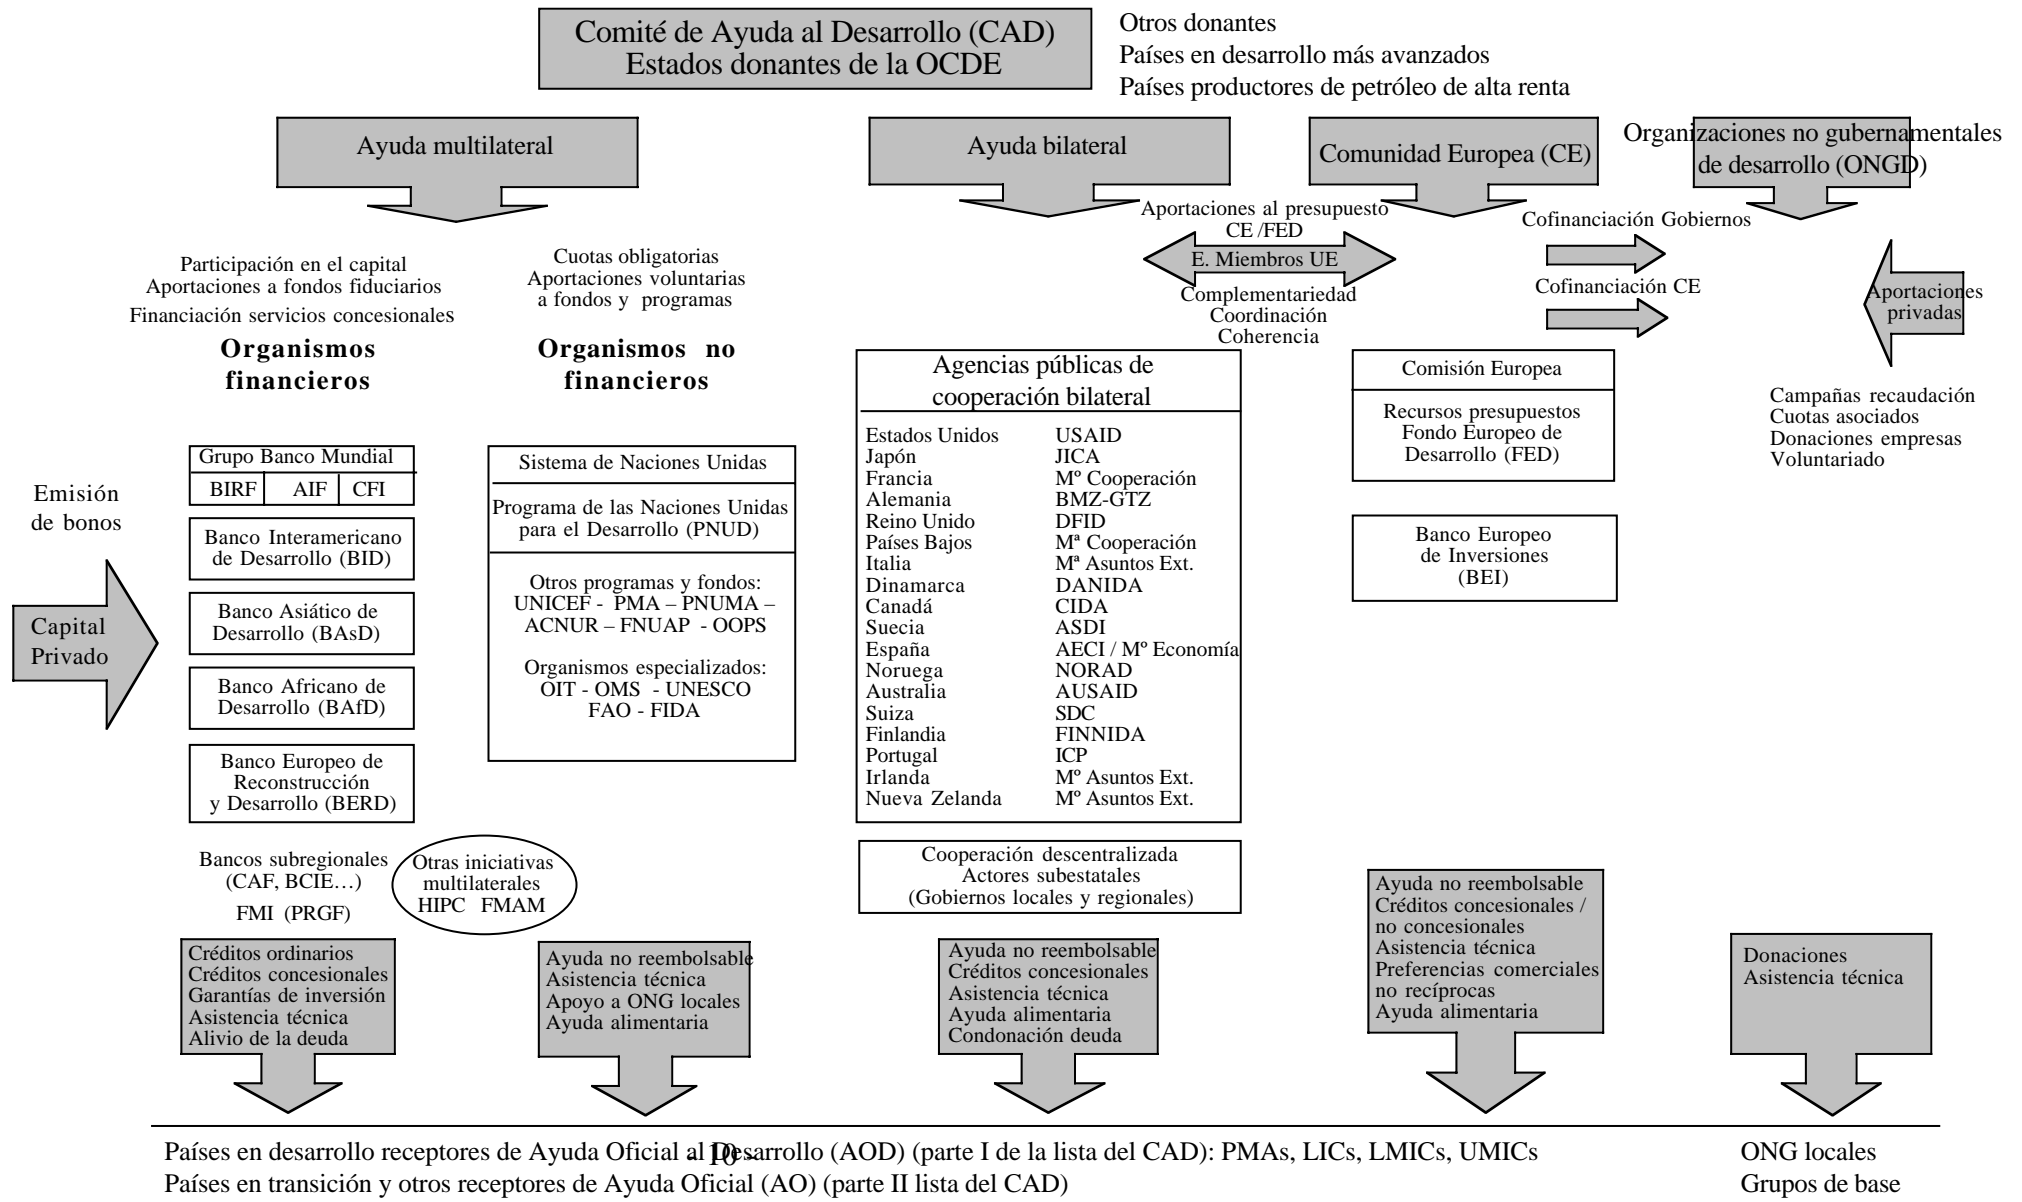 Comité de Ayuda al Desarrollo (CAD)
Estados donantes de la OCDE
Otros donantes
Países en desarrollo más avanzados
Países productores de petróleo de alta renta
Ayuda multilateral
Ayuda bilateral
Comunidad Europea (CE)
Organizaciones no gubernamentales
de desarrollo (ONGD)
Participación en el capital
Aportaciones a fondos fiduciarios
Financiación servicios concesionales
Organismos
financieros
Cuotas obligatorias
Aportaciones voluntarias
a fondos y programas
Organismos no
financieros
Aportaciones al presupuesto
CE /FED
E. Miembros UE
Complementariedad
Coordinación
Coherencia
Cofinanciación Gobiernos
Cofinanciación CE
Aportaciones
privadas
Campañas recaudación
Cuotas asociados
Donaciones empresas
Voluntariado
Emisión
de bonos
Capital
Privado
Grupo Banco Mundial
BIRF AIF CFI
Banco Interamericano
de Desarrollo (BID)
Banco Asiático de
Desarrollo (BAsD)
Banco Africano de
Desarrollo (BAfD)
Banco Europeo de
Reconstrucción
y Desarrollo (BERD)
Bancos subregionales
(CAF, BCIE…)
FMI (PRGF)
Otras iniciativas
multilaterales
HIPC FMAM
Sistema de Naciones Unidas
Programa de las Naciones Unidas
para el Desarrollo (PNUD)
Otros programas y fondos:
UNICEF - PMA – PNUMA –
ACNUR – FNUAP - OOPS
Organismos especializados:
OIT - OMS - UNESCO
FAO - FIDA
Agencias públicas de
cooperación bilateral
Estados Unidos USAID
Japón JICA
Francia Mº Cooperación
Alemania BMZ-GTZ
Reino Unido DFID
Países Bajos Mª Cooperación
Italia Mª Asuntos Ext.
Dinamarca DANIDA
Canadá CIDA
Suecia ASDI
España AECI / Mº Economía
Noruega NORAD
Australia AUSAID
Suiza SDC
Finlandia FINNIDA
Portugal ICP
Irlanda Mº Asuntos Ext.
Nueva Zelanda Mº Asuntos Ext.
Cooperación descentralizada
Actores subestatales
(Gobiernos locales y regionales)
Comisión Europea
Recursos presupuestos
Fondo Europeo de
Desarrollo (FED)
Banco Europeo
de Inversiones
(BEI)
Créditos ordinarios
Créditos concesionales
Garantías de inversión
Asistencia técnica
Alivio de la deuda
Ayuda no reembolsable
Asistencia técnica
Apoyo a ONG locales
Ayuda alimentaria
Ayuda no reembolsable
Créditos concesionales
Asistencia técnica
Ayuda alimentaria
Condonación deuda
Ayuda no reembolsable
Créditos concesionales /
no concesionales
Asistencia técnica
Preferencias comerciales
no recíprocas
Ayuda alimentaria
Donaciones
Asistencia técnica
Países en desarrollo receptores de Ayuda Oficial al Desarrollo (AOD) (parte I de la lista del CAD): PMAs, LICs, LMICs, UMICs
- 10 -
Países en transición y otros receptores de Ayuda Oficial (AO) (parte II lista del CAD)
ONG locales
Grupos de base